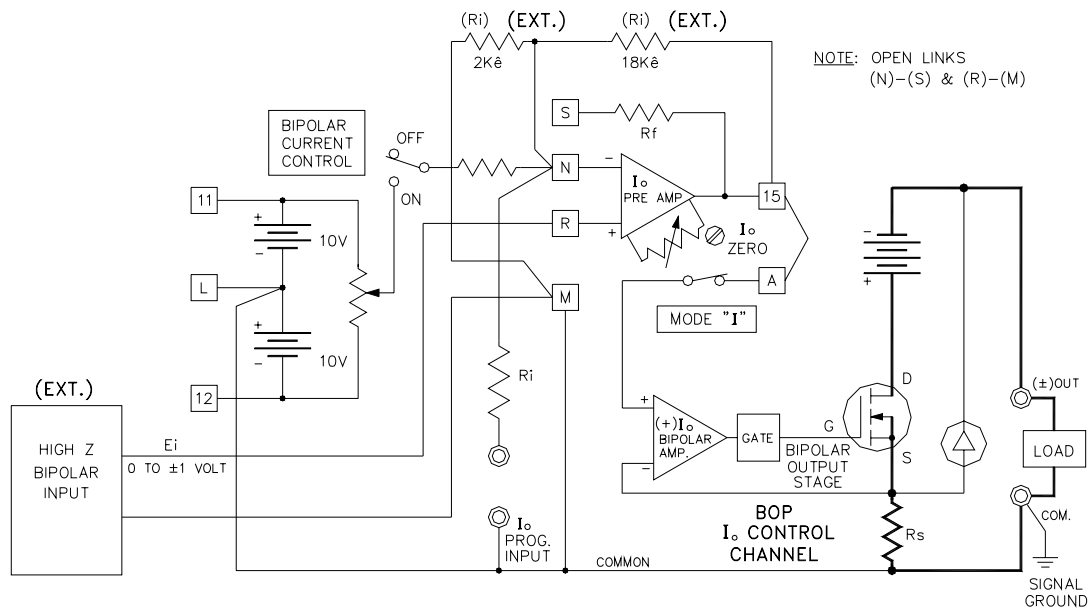 (Ri) (EXT.) (Ri) (EXT.)
2Kê 18Kê
NOTE: OPEN LINKS
(N)-(S) & (R)-(M)
S
Rf
BIPOLAR
CURRENT
CONTROL
OFF
ON
N
-
Io
PRE AMP
15
R
+
Io
ZERO
11
+
10V
-
L
+
10V
-
12
M
A
MODE "I"
-
+
(EXT.)
HIGH Z
BIPOLAR
INPUT
Ei
0 TO ±1 VOLT
Ri
Io
PROG.
INPUT
+
(+)Io
BIPOLAR
AMP.
-
GATE
G
D
S
BIPOLAR
OUTPUT
STAGE
(±)OUT
LOAD
COM.
BOP
Io CONTROL
CHANNEL
Rs
COMMON
SIGNAL
GROUND